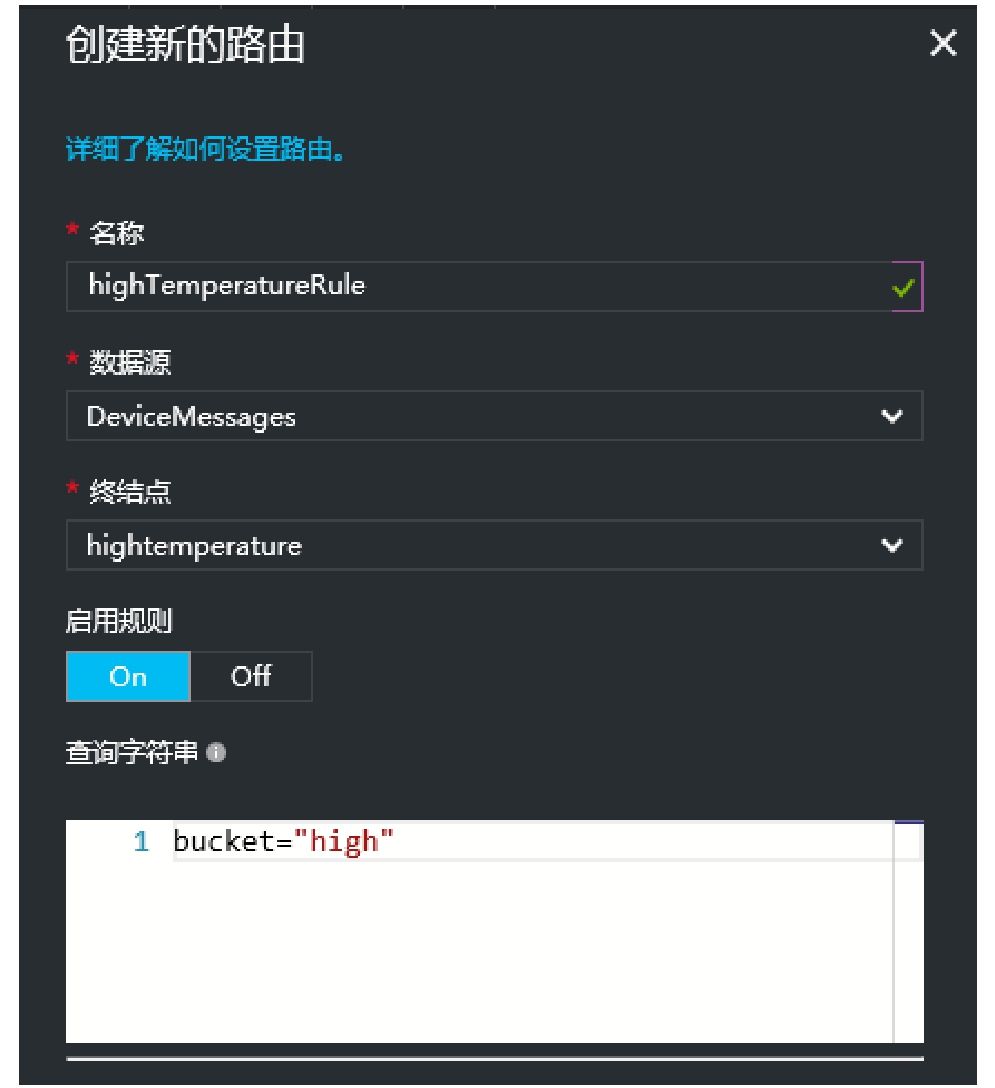 创建新的路由
详细了解如何设置路由。
* 名称
highTemperatureRule
* 数据源
DeviceMessages
* 终结点
hightemperature
启用规则
On Off
查询字符串
1 bucket="high"